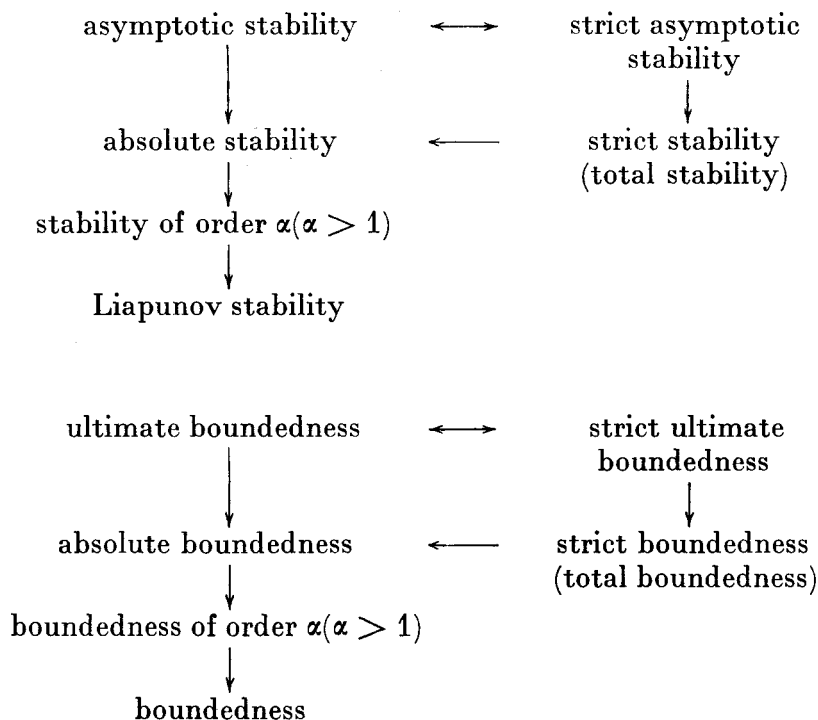 asymptotic stability ↔ strict asymptotic
stability
absolute stability ← strict stability
(total stability)
stability of order α(α > 1)
Liapunov stability
ultimate boundedness ↔ strict ultimate
boundedness
absolute boundedness ← strict boundedness
(total boundedness)
boundedness of order α(α > 1)
boundedness